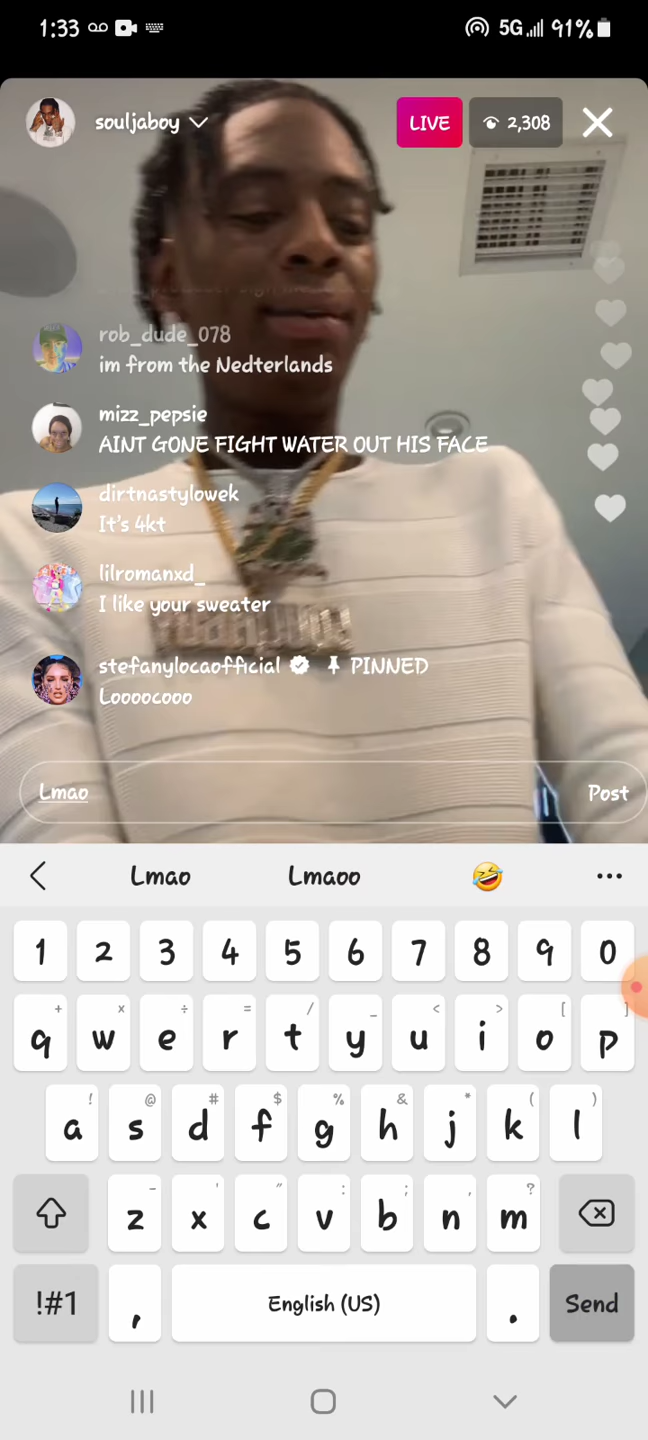 1:33 5G 91%
souljaboy LIVE 2,308
rob_dude_078
im from the Nedterlands
mizz_pepsie
AINT GONE FIGHT WATER OUT HIS FACE
dirtnastylowek
It's 4kt
lilromanxd_
I like your sweater
stefanylocaofficial PINNED
Loooocooo
Lmao Post
Lmao Lmaoo 🤣 •••
1 2 3 4 5 6 7 8 9 0
+ × ÷ = / _ < > [ ]
q w e r t y u i o p
! @ # $ % & * ( )
a s d f g h j k l
- ' " : ; , ?
z x c v b n m
!#1 , English (US) . Send